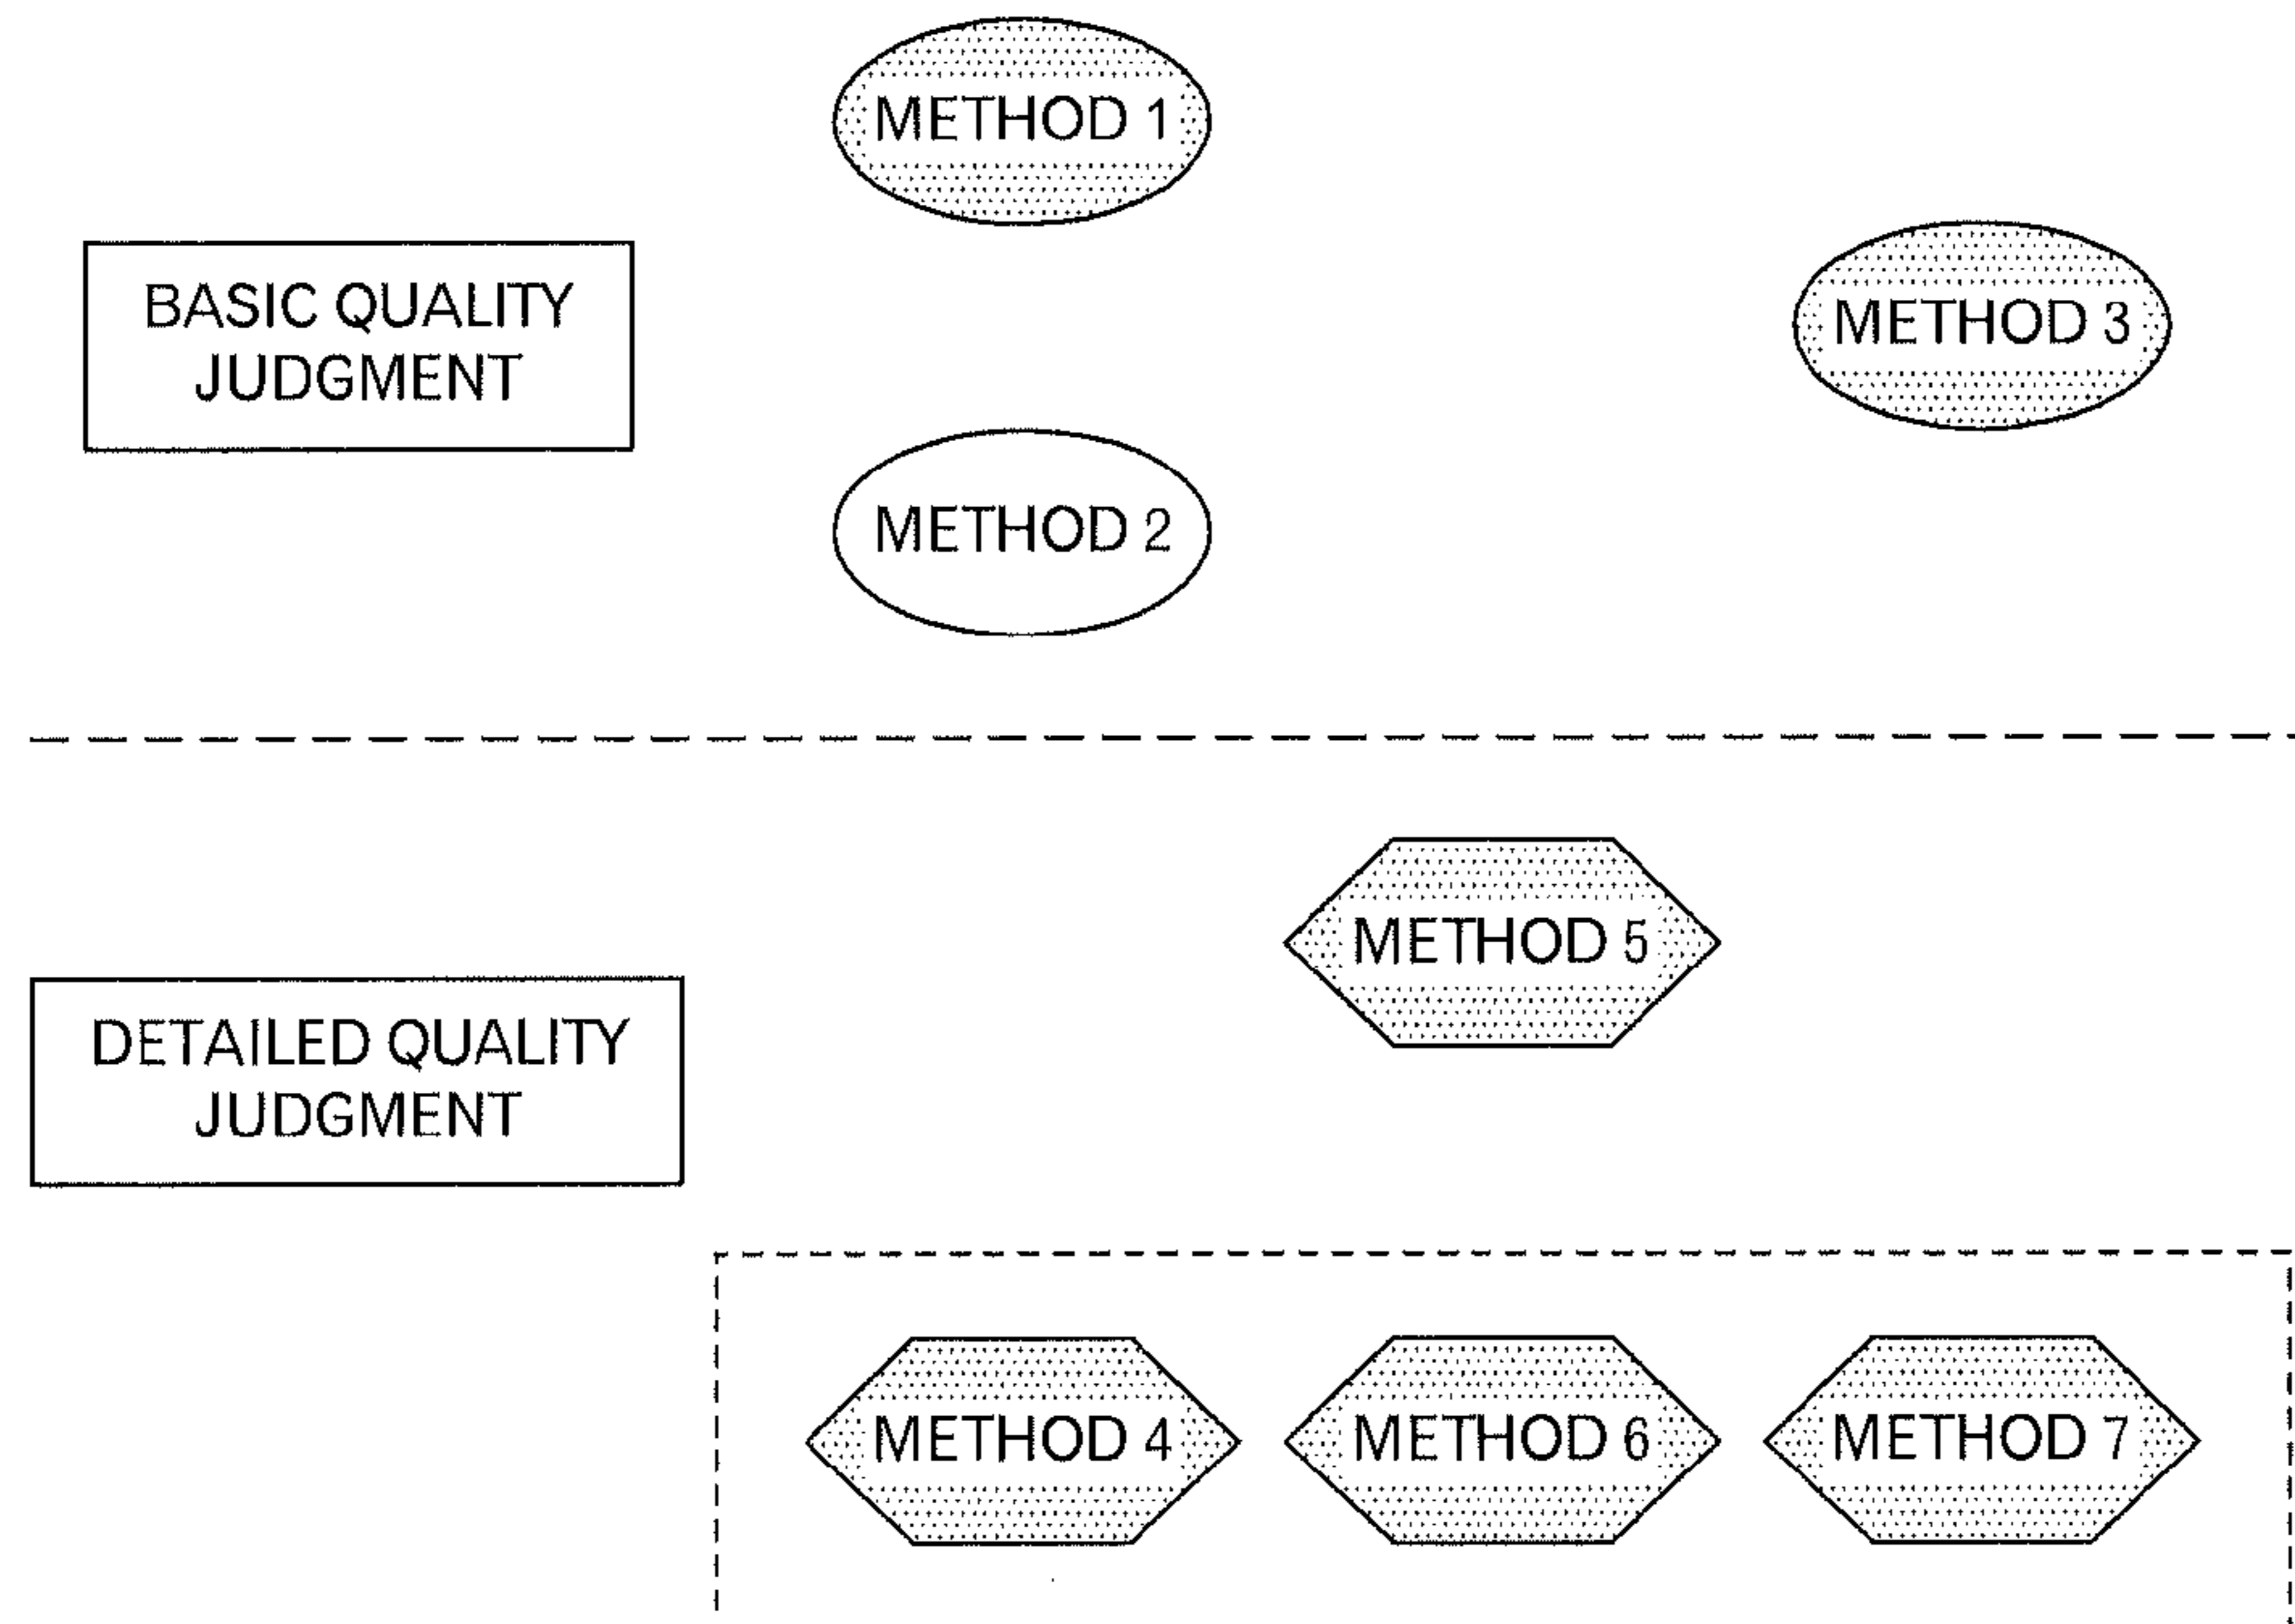 METHOD 1
BASIC QUALITY
JUDGMENT
METHOD 3
METHOD 2
METHOD 5
DETAILED QUALITY
JUDGMENT
METHOD 4
METHOD 6
METHOD 7